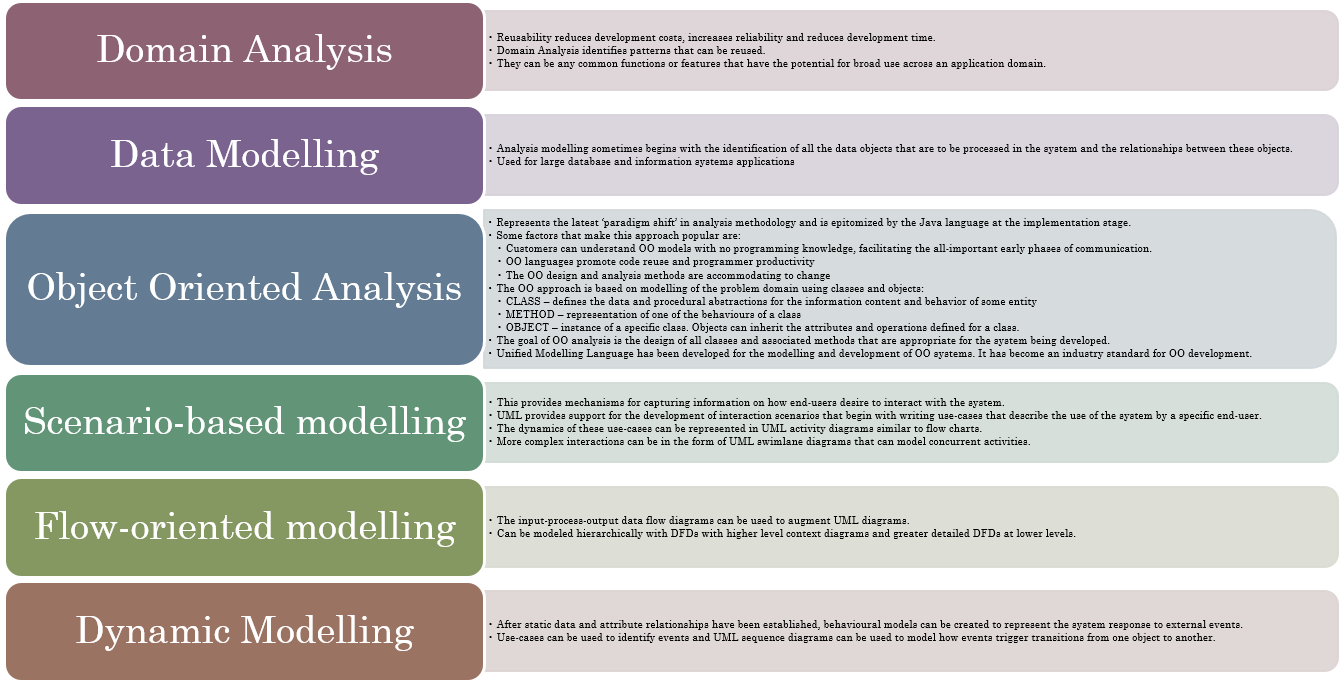 Domain Analysis
• Reusability reduces development costs, increases reliability and reduces development time.
• Domain Analysis identifies patterns that can be reused.
• They can be any common functions or features that have the potential for broad use across an application domain.
Data Modelling
• Analysis modelling sometimes begins with the identification of all the data objects that are to be processed in the system and the relationships between these objects.
• Used for large database and information systems applications
Object Oriented Analysis
• Represents the latest ‘paradigm shift’ in analysis methodology and is epitomized by the Java language at the implementation stage.
• Some factors that make this approach popular are:
• Customers can understand OO models with no programming knowledge, facilitating the all-important early phases of communication.
• OO languages promote code reuse and programmer productivity
• The OO design and analysis methods are accommodating to change
• The OO approach is based on modelling of the problem domain using classes and objects:
• CLASS – defines the data and procedural abstractions for the information content and behavior of some entity
• METHOD – representation of one of the behaviours of a class
• OBJECT – instance of a specific class. Objects can inherit the attributes and operations defined for a class.
• The goal of OO analysis is the design of all classes and associated methods that are appropriate for the system being developed.
• Unified Modelling Language has been developed for the modelling and development of OO systems. It has become an industry standard for OO development.
Scenario-based modelling
• This provides mechanisms for capturing information on how end-users desire to interact with the system.
• UML provides support for the development of interaction scenarios that begin with writing use-cases that describe the use of the system by a specific end-user.
• The dynamics of these use-cases can be represented in UML activity diagrams similar to flow charts.
• More complex interactions can be in the form of UML swimlane diagrams that can model concurrent activities.
Flow-oriented modelling
• The input-process-output data flow diagrams can be used to augment UML diagrams.
• Can be modeled hierarchically with DFDs with higher level context diagrams and greater detailed DFDs at lower levels.
Dynamic Modelling
• After static data and attribute relationships have been established, behavioural models can be created to represent the system response to external events.
• Use-cases can be used to identify events and UML sequence diagrams can be used to model how events trigger transitions from one object to another.